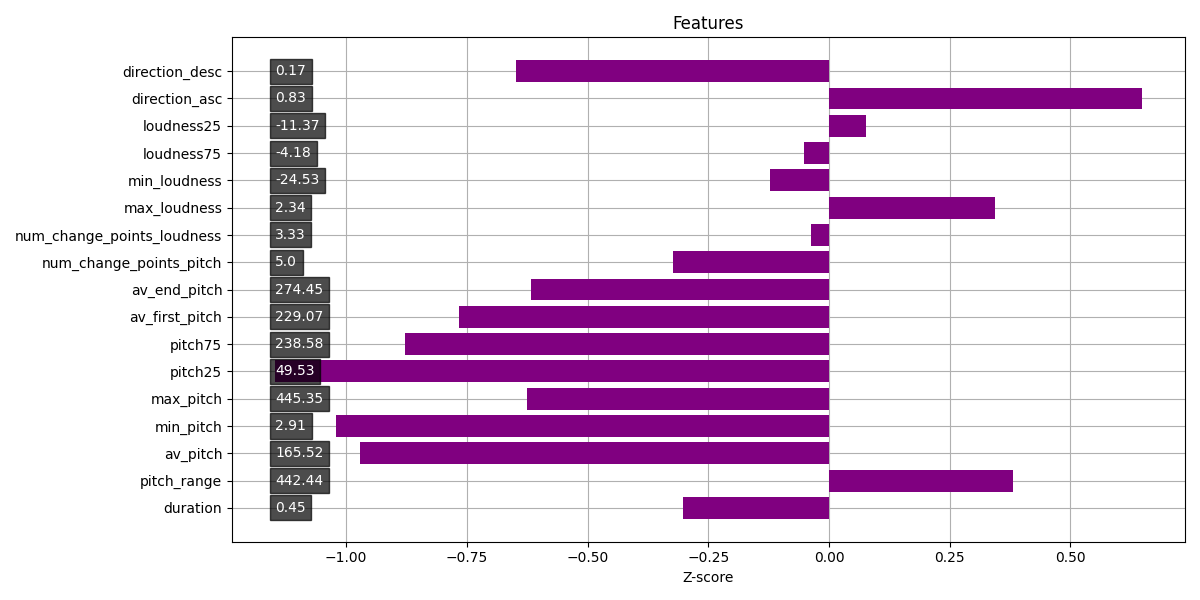 Features
direction_desc 0.17
direction_asc 0.83
loudness25 -11.37
loudness75 -4.18
min_loudness -24.53
max_loudness 2.34
num_change_points_loudness 3.33
num_change_points_pitch 5.0
av_end_pitch 274.45
av_first_pitch 229.07
pitch75 238.58
pitch25 49.53
max_pitch 445.35
min_pitch 2.91
av_pitch 165.52
pitch_range 442.44
duration 0.45
−1.00 −0.75 −0.50 −0.25 0.00 0.25 0.50
Z-score